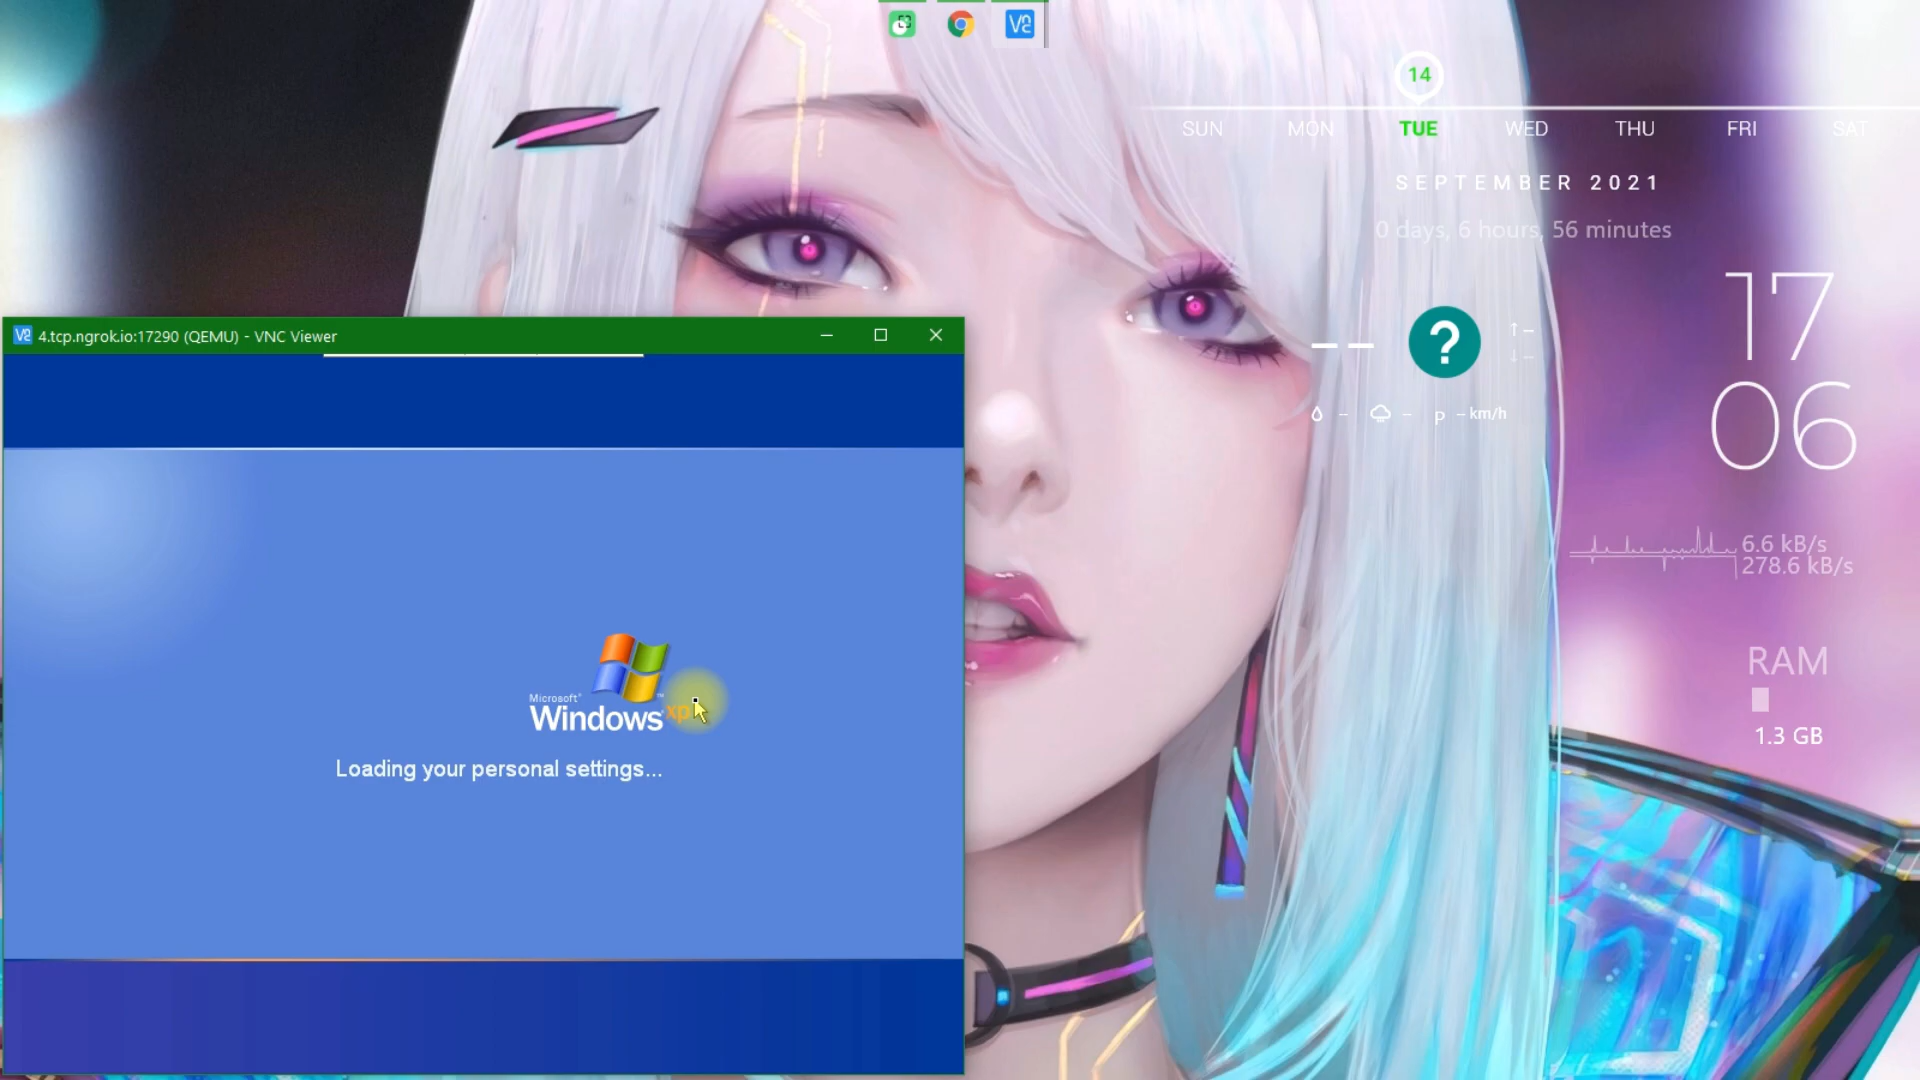 14
SUN MON TUE WED THU FRI SAT
SEPTEMBER 2021
0 days, 6 hours, 56 minutes
17
06
-- ? ↑ --
↓ --
-- -- p -- km/h
6.6 kB/s
278.6 kB/s
RAM
1.3 GB
4.tcp.ngrok.io:17290 (QEMU) - VNC Viewer
Microsoft®
Windows xp
Loading your personal settings...